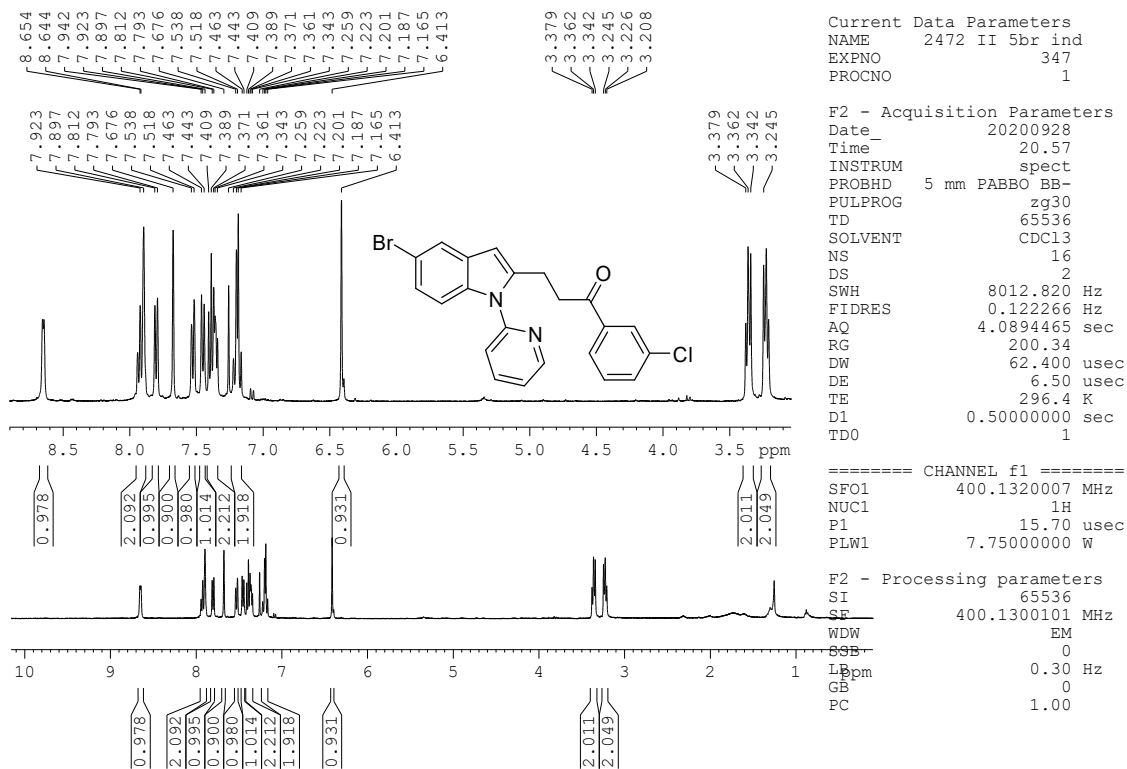 8.654 8.644 7.942 7.923 7.897 7.812 7.793 7.676 7.538 7.518 7.463 7.443 7.409 7.389 7.371 7.361 7.343 7.259 7.223 7.201 7.187 7.165 6.413
3.379 3.362 3.342 3.245 3.226 3.208
7.923 7.897 7.812 7.793 7.676 7.538 7.518 7.463 7.443 7.409 7.389 7.371 7.361 7.343 7.259 7.223 7.201 7.187 7.165 6.413
3.379 3.362 3.342 3.245
Br
N
N
O
Cl
8.5 8.0 7.5 7.0 6.5 6.0 5.5 5.0 4.5 4.0 3.5 ppm
0.978 2.092 0.995 0.900 0.980 1.014 2.212 1.918 0.931 2.011 2.049
10 9 8 7 6 5 4 3 2 1 ppm
0.978 2.092 0.995 0.900 0.980 1.014 2.212 1.918 0.931 2.011 2.049
Current Data Parameters
NAME 2472 II 5br ind
EXPNO 347
PROCNO 1
F2 - Acquisition Parameters
Date_ 20200928
Time 20.57
INSTRUM spect
PROBHD 5 mm PABBO BB-
PULPROG zg30
TD 65536
SOLVENT CDCl3
NS 16
DS 2
SWH 8012.820 Hz
FIDRES 0.122266 Hz
AQ 4.0894465 sec
RG 200.34
DW 62.400 usec
DE 6.50 usec
TE 296.4 K
D1 0.50000000 sec
TD0 1
======== CHANNEL f1 ========
SFO1 400.1320007 MHz
NUC1 1H
P1 15.70 usec
PLW1 7.75000000 W
F2 - Processing parameters
SI 65536
SF 400.1300101 MHz
WDW EM
SSB 0
LB 0.30 Hz
GB 0
PC 1.00